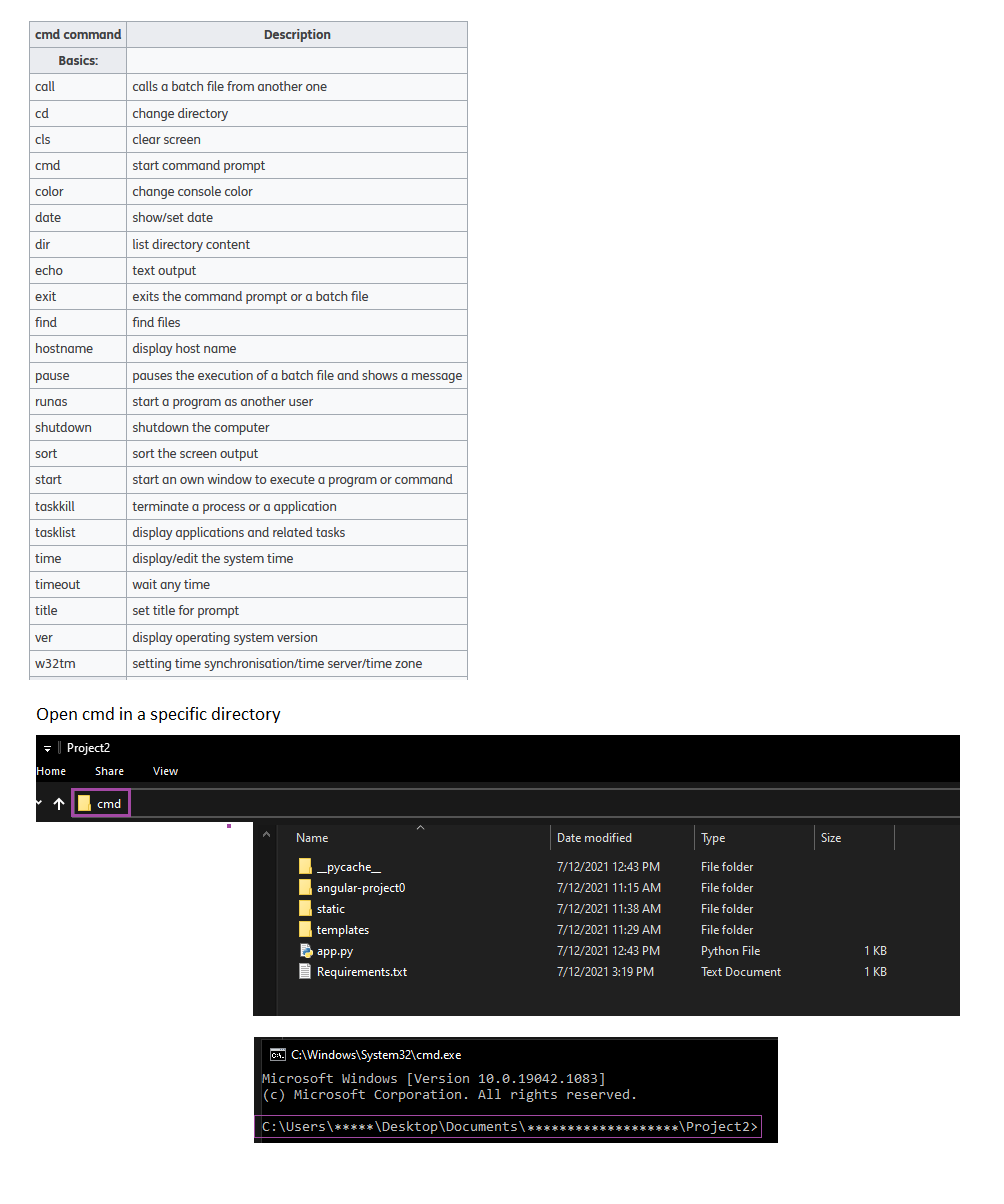 cmd command Description
Basics:
call calls a batch file from another one
cd change directory
cls clear screen
cmd start command prompt
color change console color
date show/set date
dir list directory content
echo text output
exit exits the command prompt or a batch file
find find files
hostname display host name
pause pauses the execution of a batch file and shows a message
runas start a program as another user
shutdown shutdown the computer
sort sort the screen output
start start an own window to execute a program or command
taskkill terminate a process or a application
tasklist display applications and related tasks
time display/edit the system time
timeout wait any time
title set title for prompt
ver display operating system version
w32tm setting time synchronisation/time server/time zone
Open cmd in a specific directory
Project2
Home Share View
cmd
Name Date modified Type Size
__pycache__ 7/12/2021 12:43 PM File folder
angular-project0 7/12/2021 11:15 AM File folder
static 7/12/2021 11:38 AM File folder
templates 7/12/2021 11:29 AM File folder
app.py 7/12/2021 12:43 PM Python File 1 KB
Requirements.txt 7/12/2021 3:19 PM Text Document 1 KB
C:\Windows\System32\cmd.exe
Microsoft Windows [Version 10.0.19042.1083]
(c) Microsoft Corporation. All rights reserved.
C:\Users\*****\Desktop\Documents\*******************\Project2>